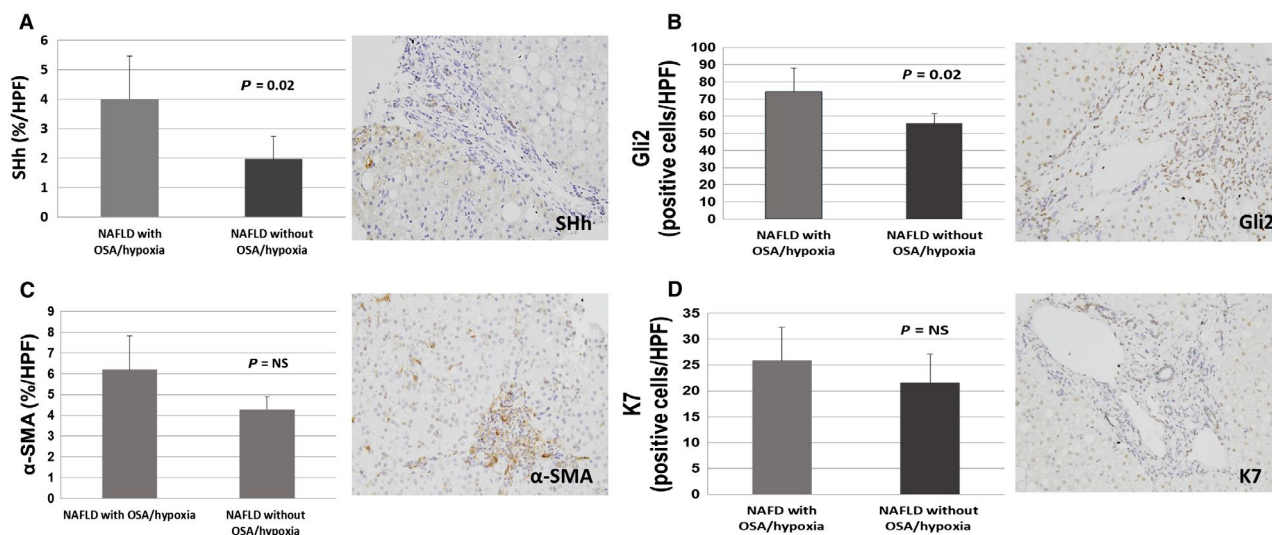 A
SHh (%/HPF)
6
5
4
3
2
1
0
P = 0.02
NAFLD with
OSA/hypoxia
NAFLD without
OSA/hypoxia
SHh
B
Gli2
(positive cells/HPF)
100
90
80
70
60
50
40
30
20
10
0
P = 0.02
NAFLD with
OSA/hypoxia
NAFLD without
OSA/hypoxia
Gli2
C
α-SMA (%/HPF)
9
8
7
6
5
4
3
2
1
0
P = NS
NAFLD with OSA/hypoxia
NAFLD without
OSA/hypoxia
α-SMA
D
K7
(positive cells/HPF)
35
30
25
20
15
10
5
0
P = NS
NAFD with
OSA/hypoxia
NAFLD without
OSA/hypoxia
K7